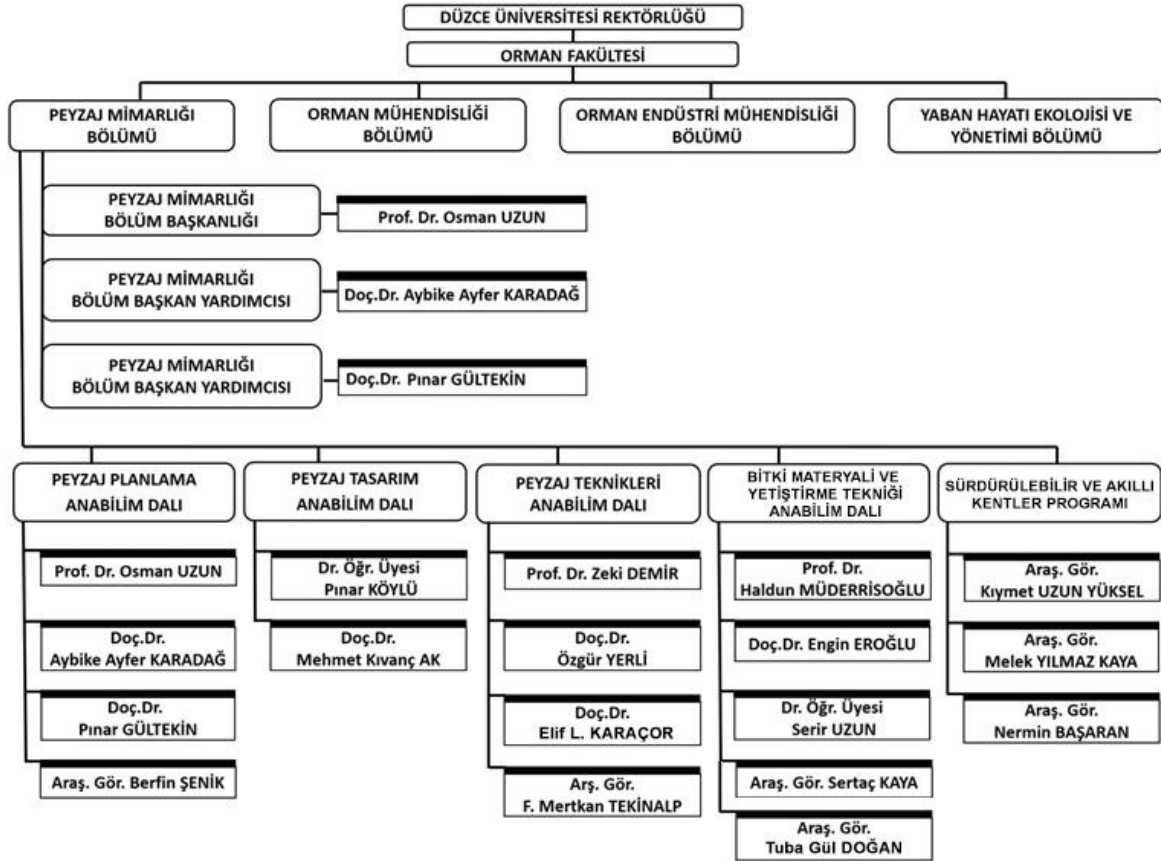 DÜZCE ÜNİVERSİTESİ REKTÖRLÜĞÜ
ORMAN FAKÜLTESİ
PEYZAJ MİMARLIĞI
BÖLÜMÜ
ORMAN MÜHENDİSLİĞİ
BÖLÜMÜ
ORMAN ENDÜSTRİ MÜHENDİSLİĞİ
BÖLÜMÜ
YABAN HAYATI EKOLOJİSİ VE
YÖNETİMİ BÖLÜMÜ
PEYZAJ MİMARLIĞI
BÖLÜM BAŞKANLIĞI
Prof. Dr. Osman UZUN
PEYZAJ MİMARLIĞI
BÖLÜM BAŞKAN YARDIMCISI
Doç.Dr. Aybike Ayfer KARADAĞ
PEYZAJ MİMARLIĞI
BÖLÜM BAŞKAN YARDIMCISI
Doç.Dr. Pınar GÜLTEKİN
PEYZAJ PLANLAMA
ANABİLİM DALI
Prof. Dr. Osman UZUN
Doç.Dr.
Aybike Ayfer KARADAĞ
Doç.Dr.
Pınar GÜLTEKİN
Araş. Gör. Berfin ŞENİK
PEYZAJ TASARIM
ANABİLİM DALI
Dr. Öğr. Üyesi
Pınar KÖYLÜ
Doç.Dr.
Mehmet Kıvanç AK
PEYZAJ TEKNİKLERİ
ANABİLİM DALI
Prof. Dr. Zeki DEMİR
Doç.Dr.
Özgür YERLİ
Doç.Dr.
Elif L. KARAÇOR
Arş. Gör.
F. Mertkan TEKİNALP
BİTKİ MATERYALİ VE
YETİŞTİRME TEKNİĞİ
ANABİLİM DALI
Prof. Dr.
Haldun MÜDERRİSOĞLU
Doç.Dr. Engin EROĞLU
Dr. Öğr. Üyesi
Serir UZUN
Araş. Gör. Sertaç KAYA
Araş. Gör.
Tuba Gül DOĞAN
SÜRDÜRÜLEBİLİR VE AKILLI
KENTLER PROGRAMI
Araş. Gör.
Kıymet UZUN YÜKSEL
Araş. Gör.
Melek YILMAZ KAYA
Araş. Gör.
Nermin BAŞARAN